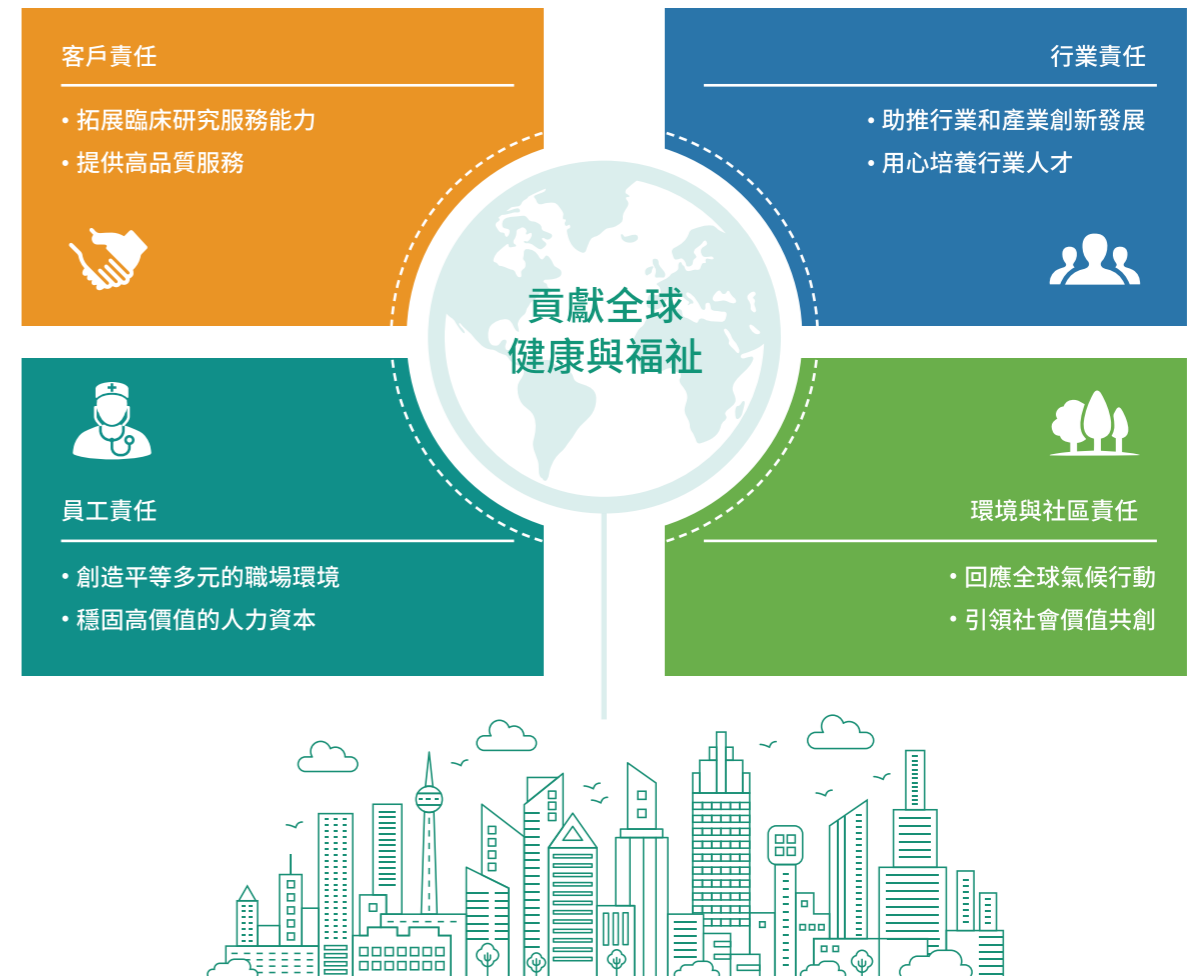 客戶責任
• 拓展臨床研究服務能力
• 提供高品質服務
行業責任
• 助推行業和產業創新發展
• 用心培養行業人才
貢獻全球
健康與福祉
員工責任
• 創造平等多元的職場環境
• 穩固高價值的人力資本
環境與社區責任
• 回應全球氣候行動
• 引領社會價值共創